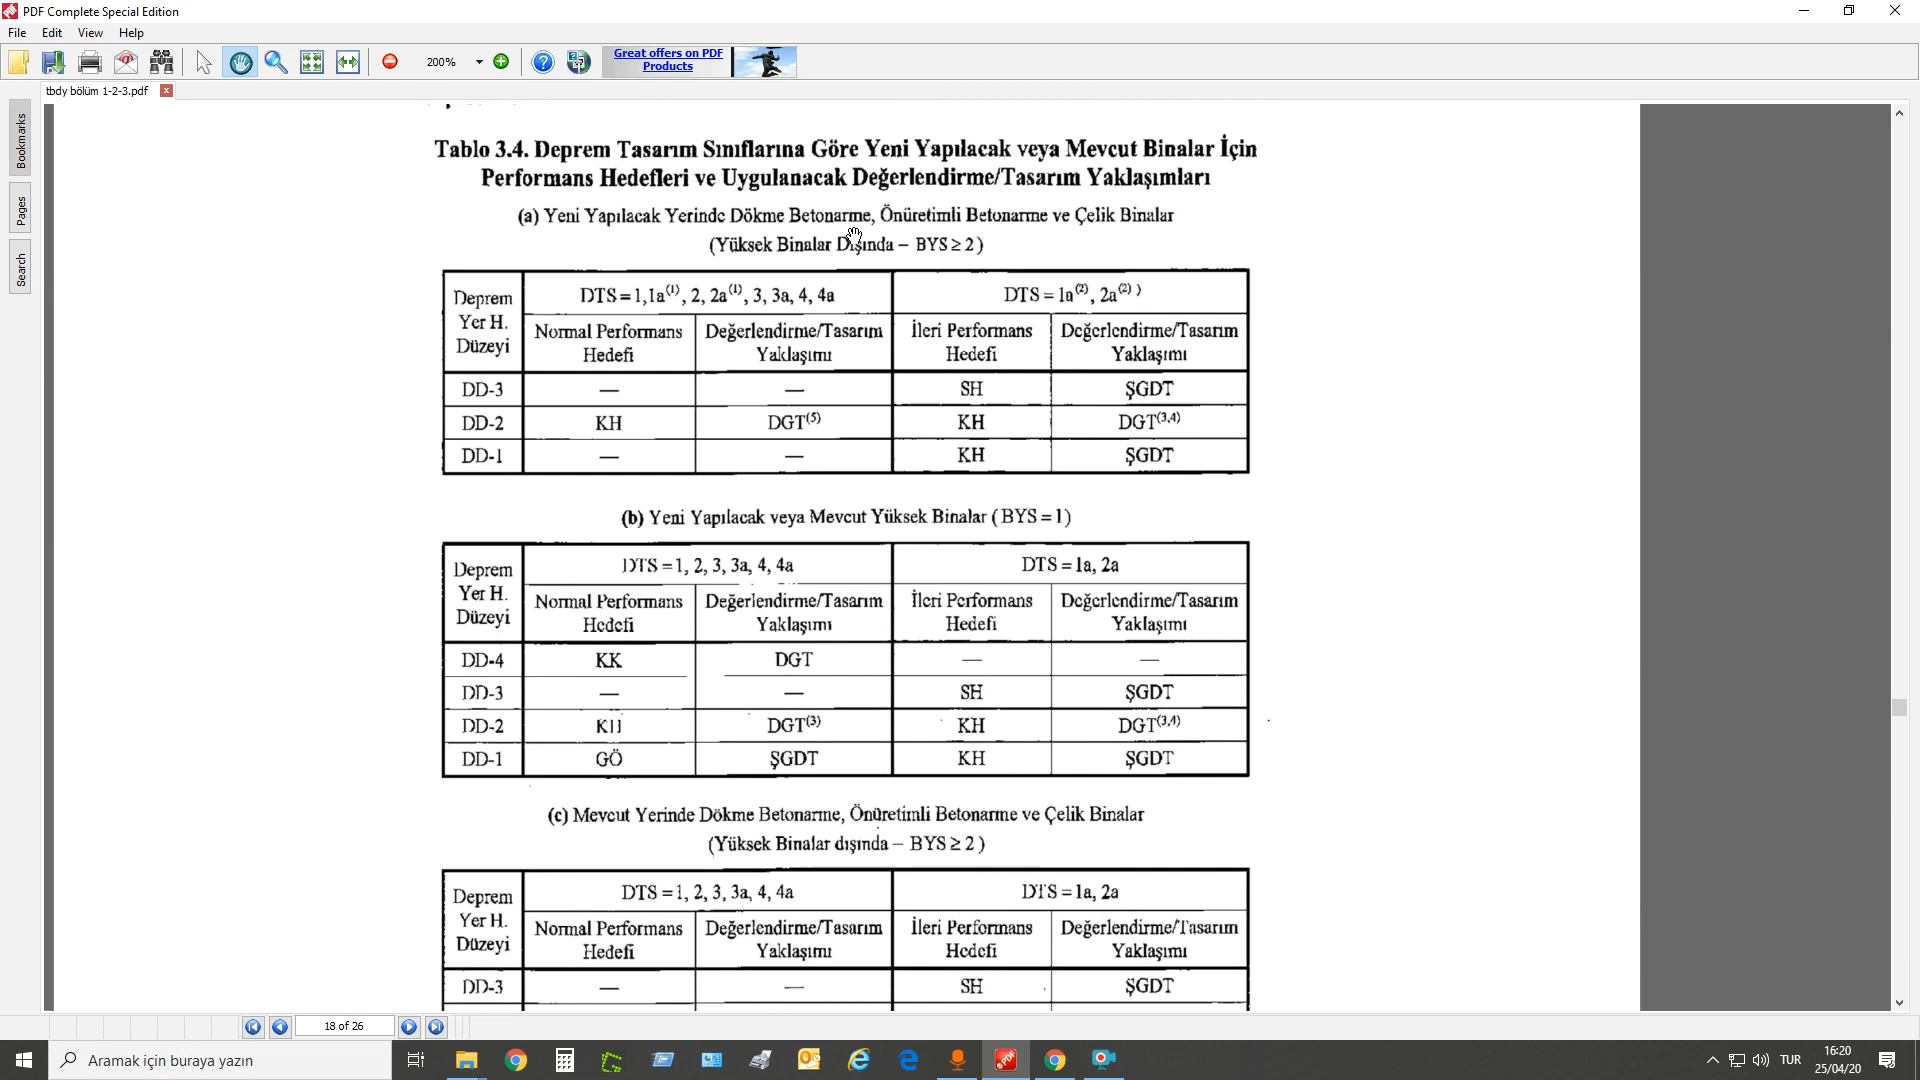 PDF Complete Special Edition
File Edit View Help
200%
Great offers on PDF
Products
tbdy bölüm 1-2-3.pdf
Bookmarks
Pages
Search
Tablo 3.4. Deprem Tasarım Sınıflarına Göre Yeni Yapılacak veya Mevcut Binalar İçin
Performans Hedefleri ve Uygulanacak Değerlendirme/Tasarım Yaklaşımları
(a) Yeni Yapılacak Yerinde Dökme Betonarme, Önüretimli Betonarme ve Çelik Binalar
(Yüksek Binalar Dışında – BYS ≥ 2 )
Deprem Yer H. Düzeyi
DTS = 1,1a(1), 2, 2a(1), 3, 3a, 4, 4a
DTS = 1a(2), 2a(2) )
Normal Performans Hedefi
Değerlendirme/Tasarım Yaklaşımı
İleri Performans Hedefi
Değerlendirme/Tasarım Yaklaşımı
DD-3 — — SH ŞGDT
DD-2 KH DGT(5) KH DGT(3,4)
DD-1 — — KH ŞGDT
(b) Yeni Yapılacak veya Mevcut Yüksek Binalar ( BYS = 1)
Deprem Yer H. Düzeyi
DTS = 1, 2, 3, 3a, 4, 4a
DTS = 1a, 2a
Normal Performans Hedefi
Değerlendirme/Tasarım Yaklaşımı
İleri Performans Hedefi
Değerlendirme/Tasarım Yaklaşımı
DD-4 KK DGT — —
DD-3 — — SH ŞGDT
DD-2 KH DGT(3) KH DGT(3,4)
DD-1 GÖ ŞGDT KH ŞGDT
(c) Mevcut Yerinde Dökme Betonarme, Önüretimli Betonarme ve Çelik Binalar
(Yüksek Binalar dışında – BYS ≥ 2 )
Deprem Yer H. Düzeyi
DTS = 1, 2, 3, 3a, 4, 4a
DTS = 1a, 2a
Normal Performans Hedefi
Değerlendirme/Tasarım Yaklaşımı
İleri Performans Hedefi
Değerlendirme/Tasarım Yaklaşımı
DD-3 — — SH ŞGDT
18 of 26
Aramak için buraya yazın
TUR
16:20
25/04/20